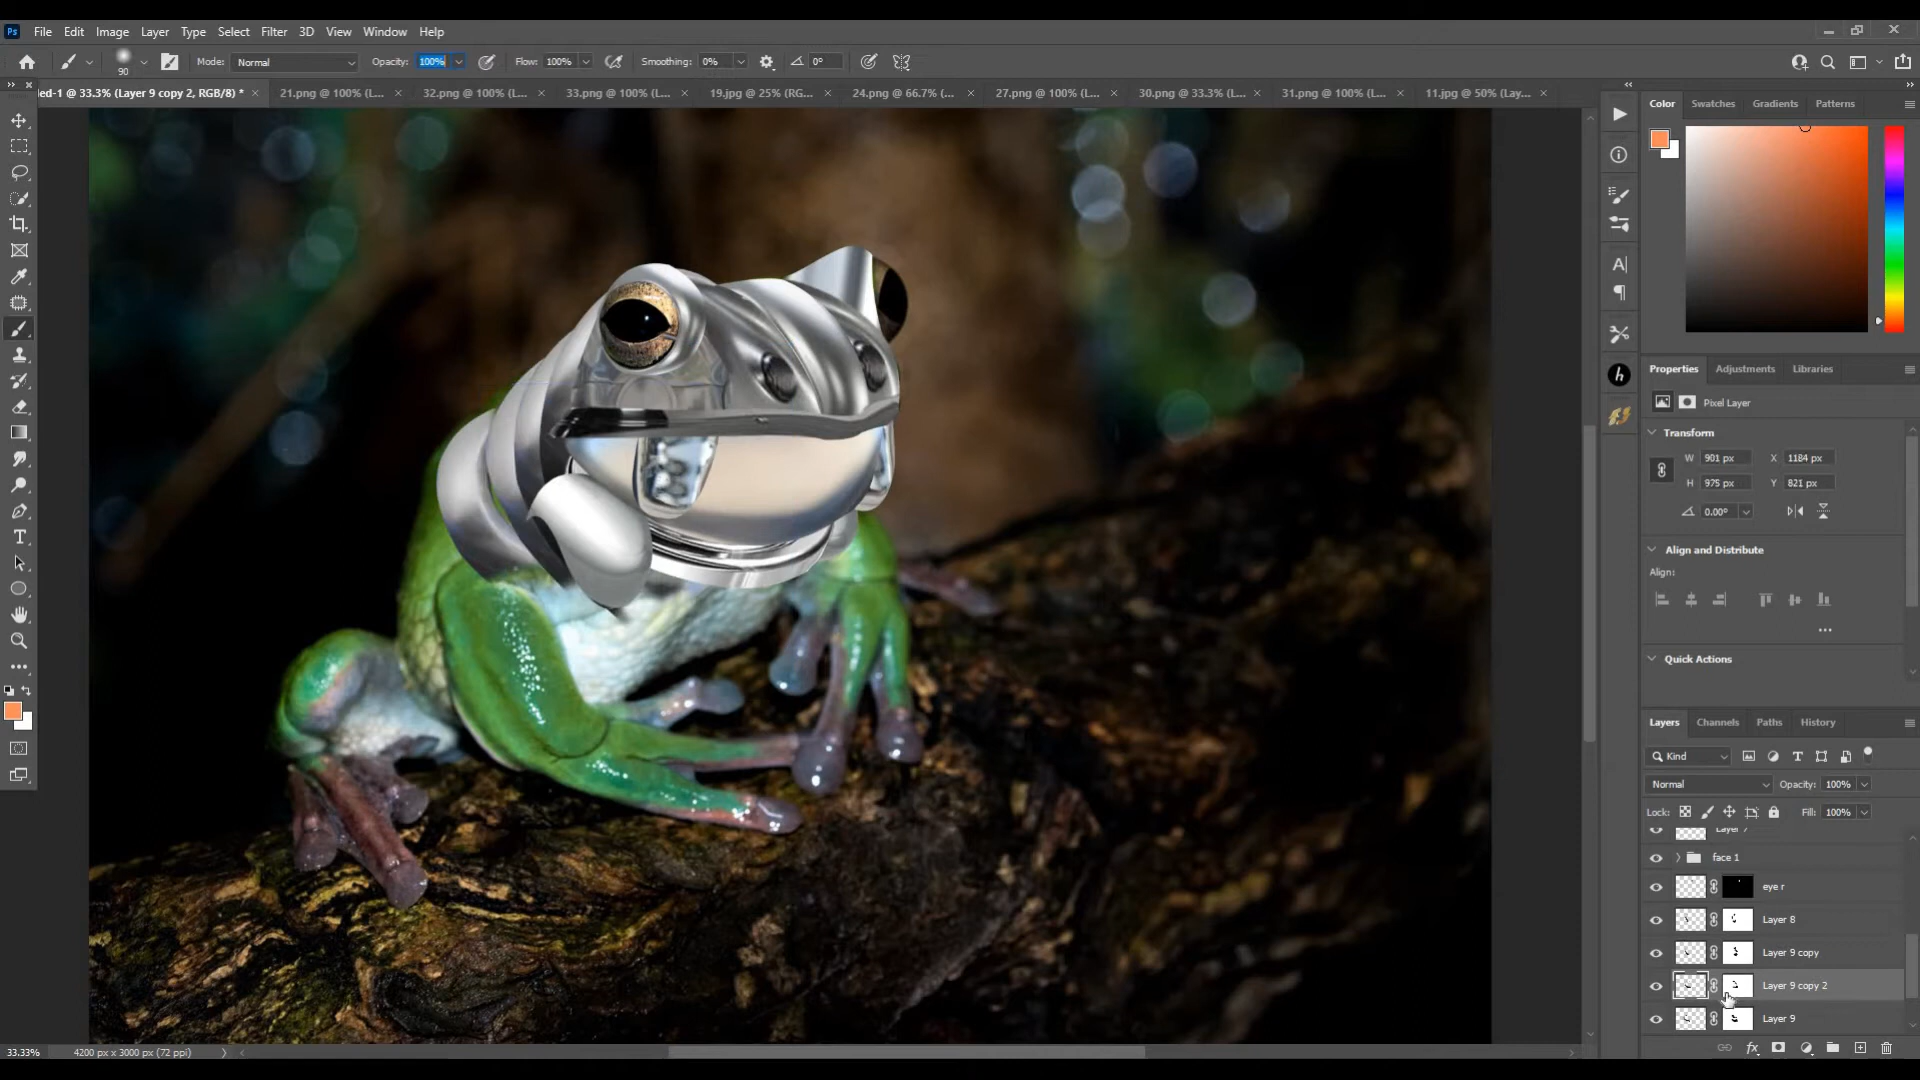 Ps File Edit Image Layer Type Select Filter 3D View Window Help
90 Mode: Normal Opacity: 100% Flow: 100% Smoothing: 0% 0°
led-1 @ 33.3% (Layer 9 copy 2, RGB/8) * 21.png @ 100% (L... 32.png @ 100% (L... 33.png @ 100% (L... 19.jpg @ 25% (RG... 24.png @ 66.7% (... 27.png @ 100% (L... 30.png @ 33.3% (L... 31.png @ 100% (L... 11.jpg @ 50% (Lay...
Color Swatches Gradients Patterns
Properties Adjustments Libraries
Pixel Layer
Transform
W 901 px X 1184 px
H 975 px Y 821 px
0.00°
Align and Distribute
Align:
Quick Actions
Layers Channels Paths History
Kind
Normal Opacity: 100%
Lock: Fill: 100%
Layer 7
face 1
eye r
Layer 8
Layer 9 copy
Layer 9 copy 2
Layer 9
fx
33.33% 4200 px x 3000 px (72 ppi)